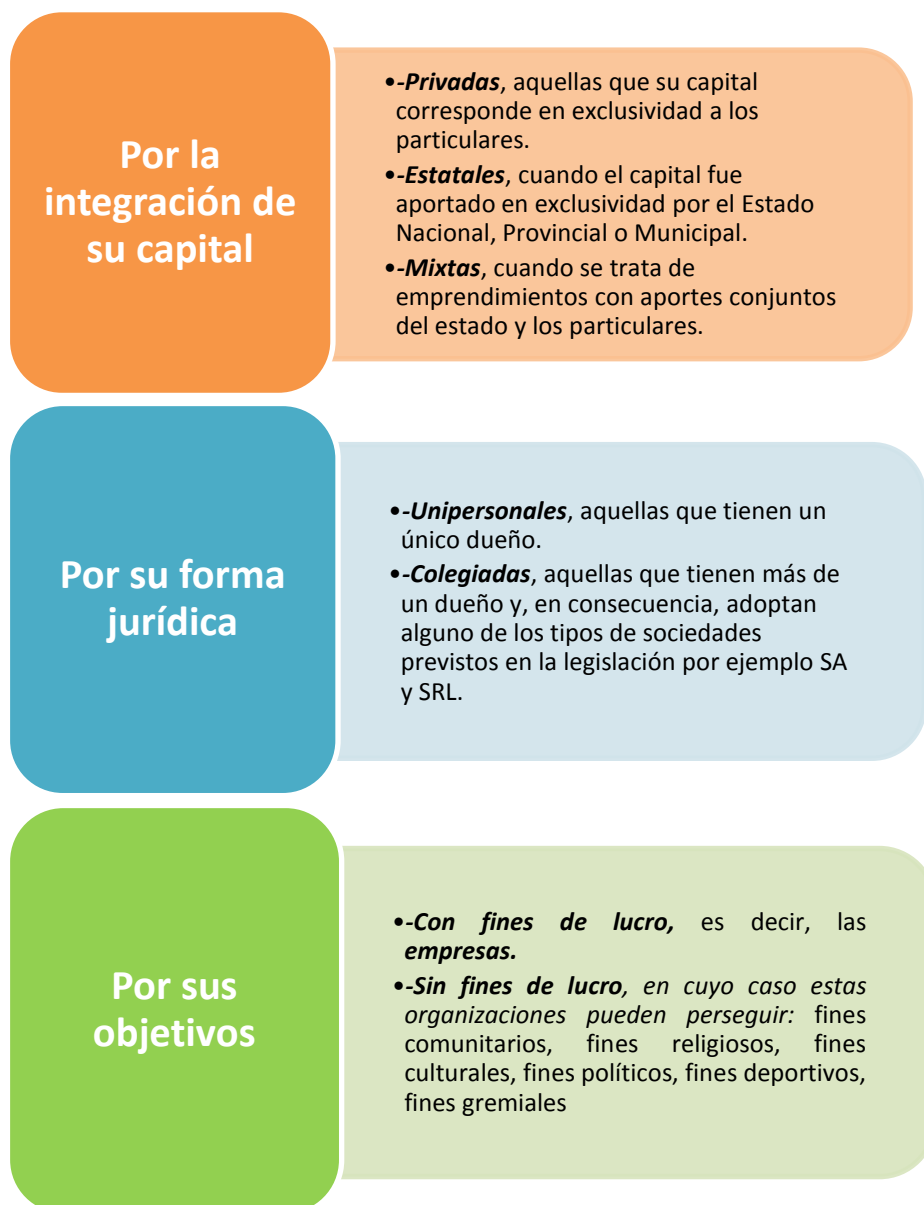 Por la
integración de
su capital
•-Privadas, aquellas que su capital
corresponde en exclusividad a los
particulares.
•-Estatales, cuando el capital fue
aportado en exclusividad por el Estado
Nacional, Provincial o Municipal.
•-Mixtas, cuando se trata de
emprendimientos con aportes conjuntos
del estado y los particulares.
Por su forma
jurídica
•-Unipersonales, aquellas que tienen un
único dueño.
•-Colegiadas, aquellas que tienen más de
un dueño y, en consecuencia, adoptan
alguno de los tipos de sociedades
previstos en la legislación por ejemplo SA
y SRL.
Por sus
objetivos
•-Con fines de lucro, es decir, las
empresas.
•-Sin fines de lucro, en cuyo caso estas
organizaciones pueden perseguir: fines
comunitarios, fines religiosos, fines
culturales, fines políticos, fines deportivos,
fines gremiales